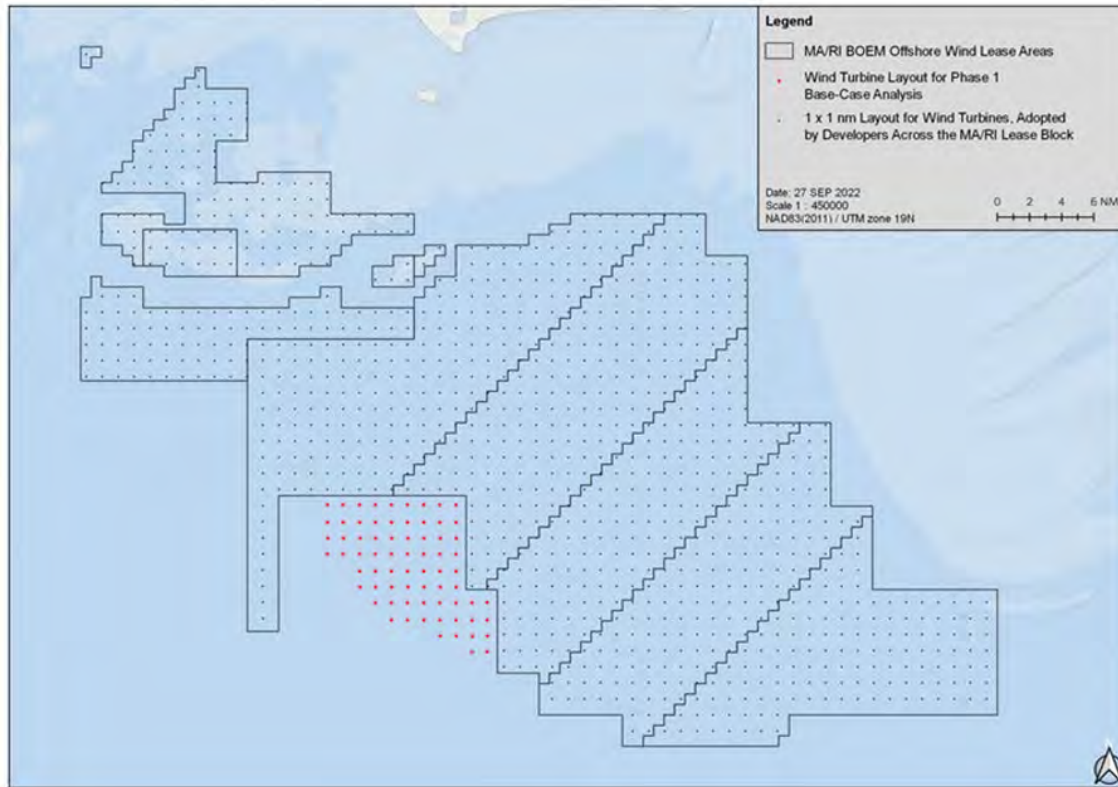 Legend
MA/RI BOEM Offshore Wind Lease Areas
Wind Turbine Layout for Phase 1
Base-Case Analysis
1 x 1 nm Layout for Wind Turbines, Adopted
by Developers Across the MA/RI Lease Block
Date: 27 SEP 2022
Scale 1 : 450000
NAD83(2011) / UTM zone 19N
0 2 4 6 NM